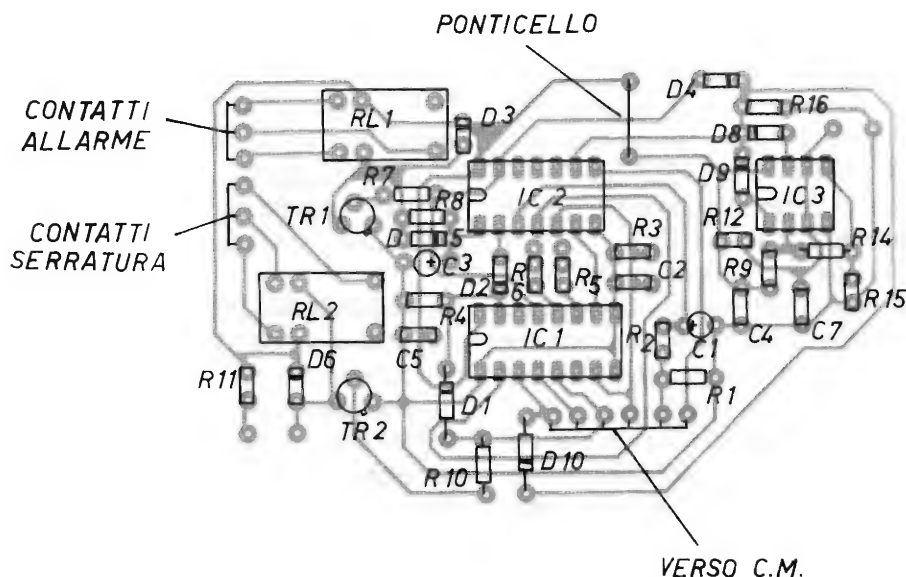 PONTICELLO
CONTATTI
ALLARME
CONTATTI
SERRATURA
RL1
D3
D4
R16
D8
D9
R7
R8
IC2
IC3
TR1
D5
R3
R12
R14
C3
D2
R6
R5
C2
R9
R15
RL2
R4
IC1
R2
C1
C4
C7
C5
R11
D6
D1
R1
TR2
R10
D10
VERSO C.M.